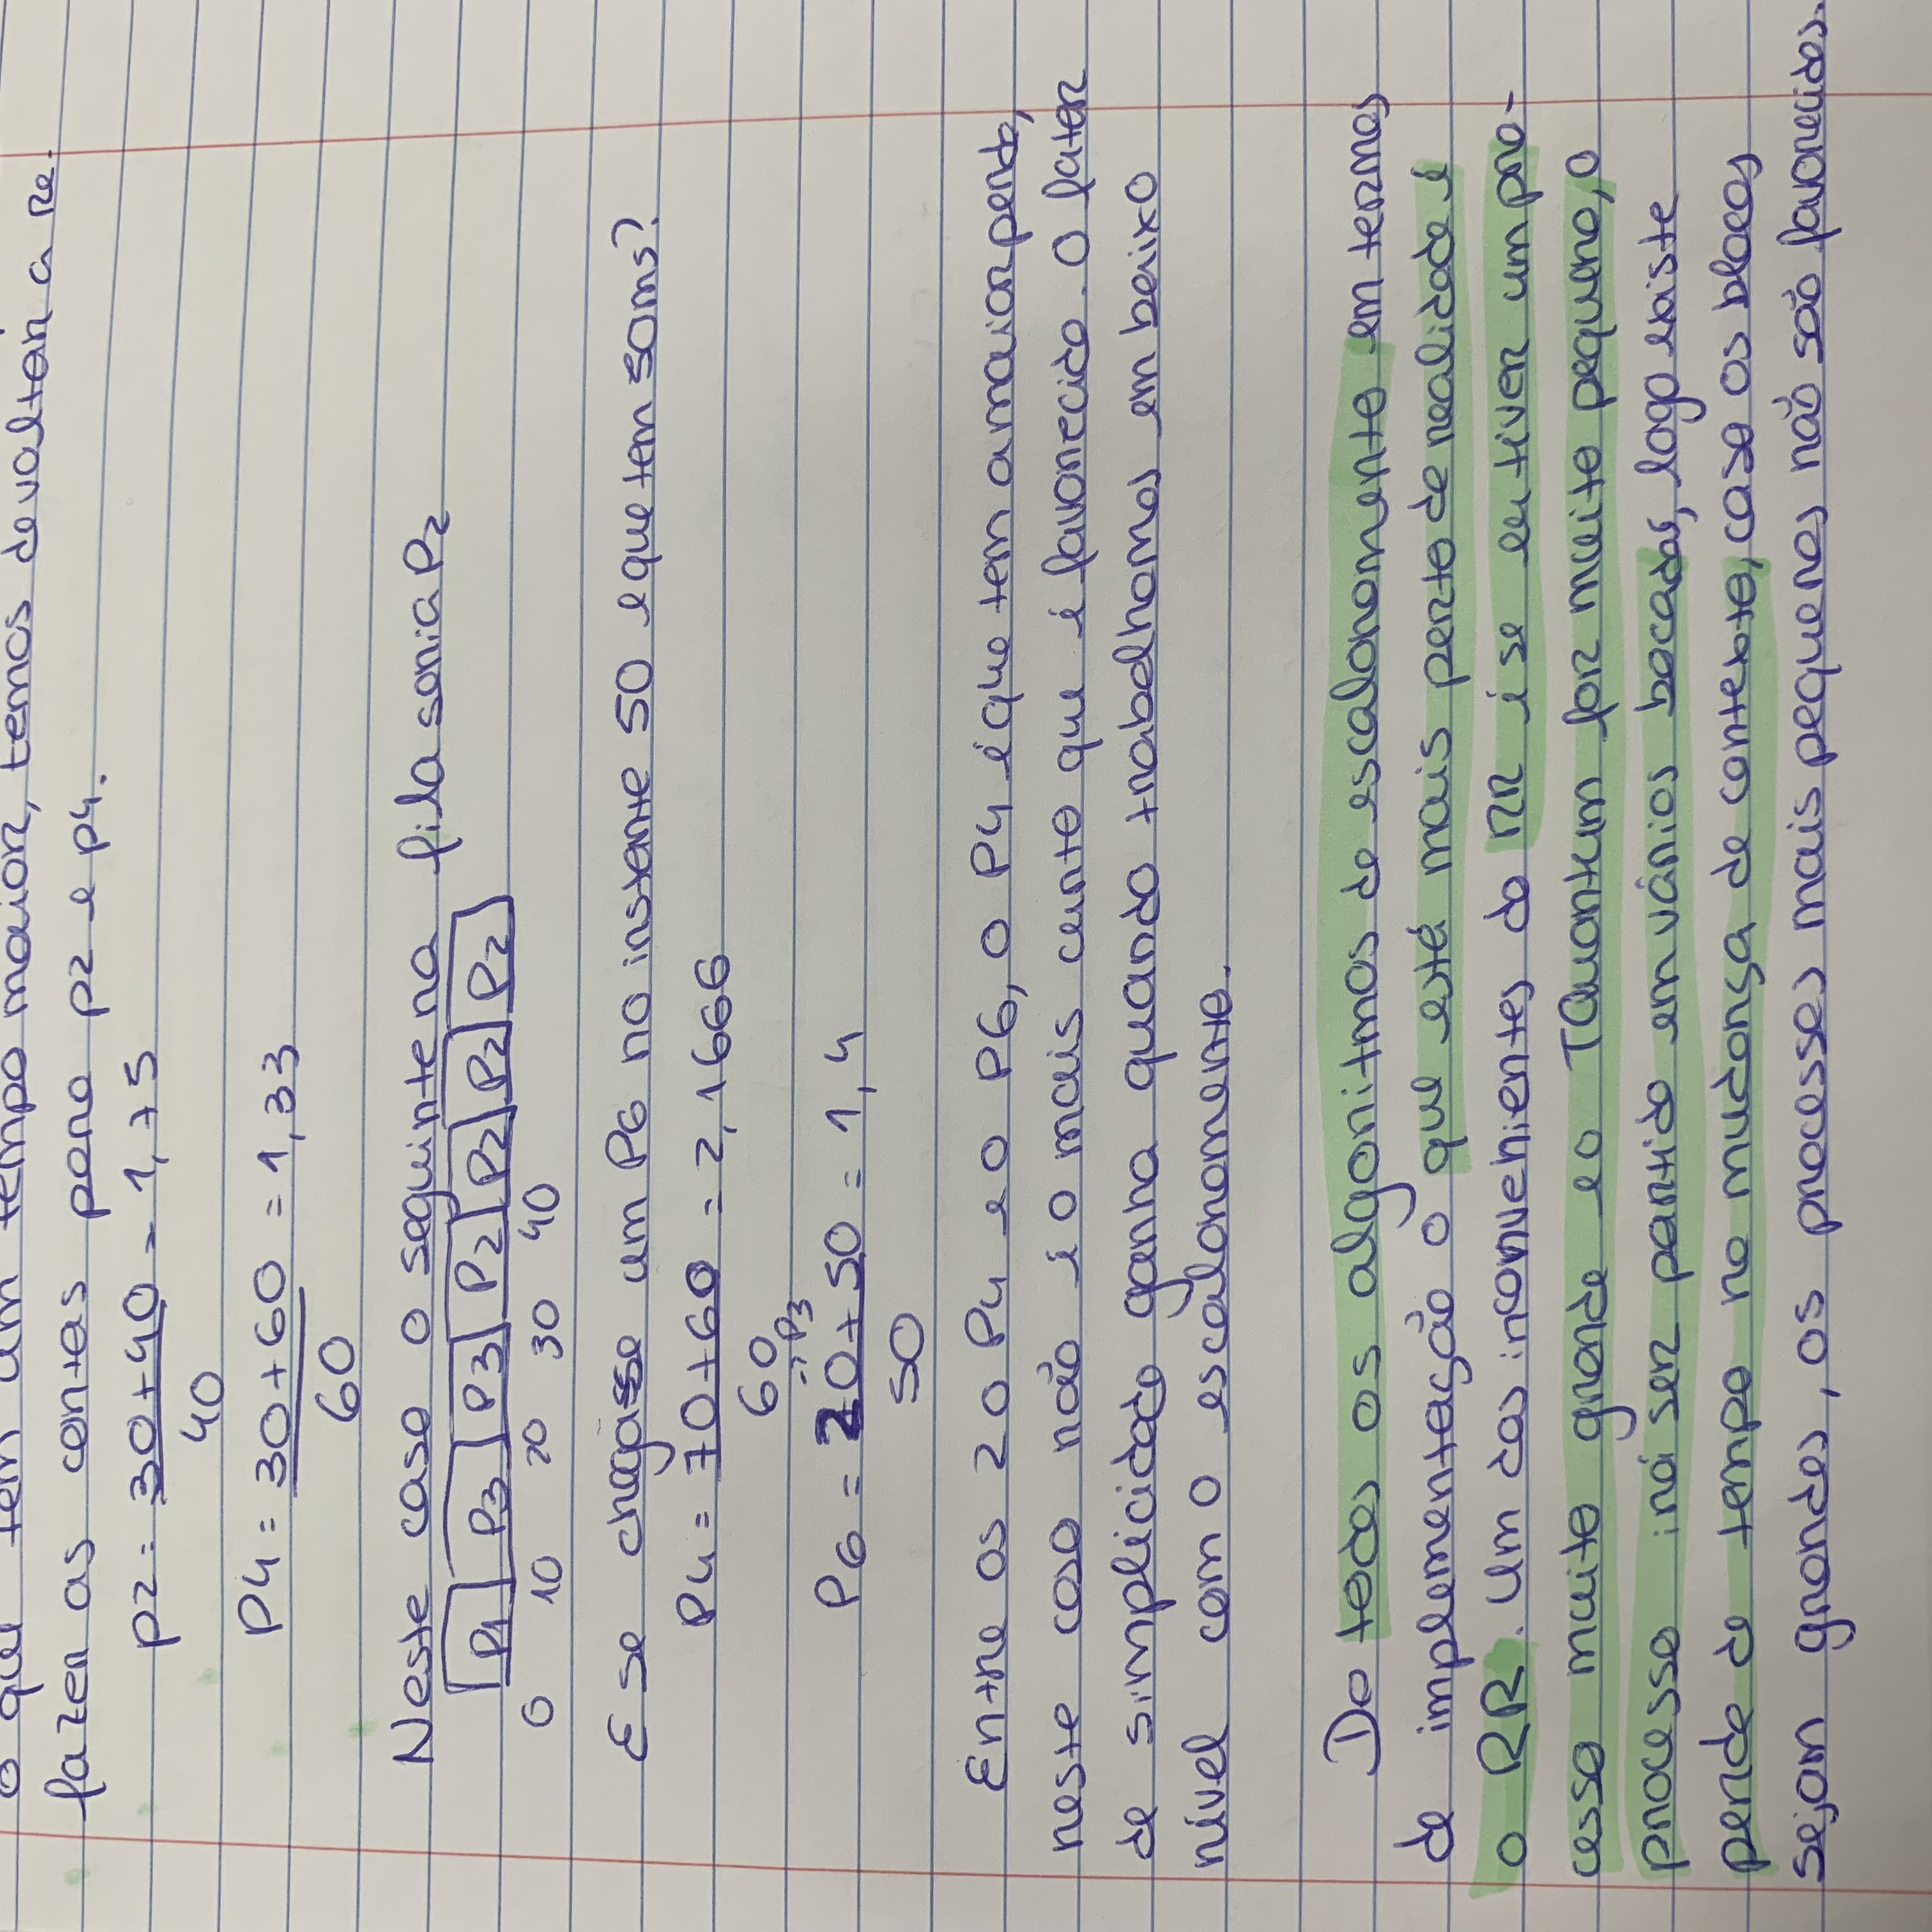 o que tem um tempo maior, temos de voltar a re-
fazer as contas para p2 e p4.
p2 = 30+40 = 1,75
40
P4 = 30+60 = 1,33
60
Neste caso o seguinte na fila seria P2
P1 P3 P3 P2 P2 P2 P2
0 10 20 30 40
E se chegasse um P6 no instante 50 e que tem 50ms?
P4 = 70+60 = 2,1666
60
→ P3
P6 = 20+50 = 1,4
50
Entre os 2 o P4 e o P6, o P4 é que tem a maior perda,
neste caso não é o mais curto que é favorecido. O fator
de simplicidade ganha quando trabalhamos em baixo
nível com o escalonamento.
De todos os algoritmos de escalonamento em termos
de implementação o que está mais perto de realidade é
o RR. Um dos inconvenientes do RR é se eu tiver um pro-
cesso muito grande e o TQuantum for muito pequeno, o
processo irá ser partido em vários bocados, logo existe
perda de tempo na mudança de contexto, caso os blocos
sejam grandes, os processos mais pequenos não são favorecidos.